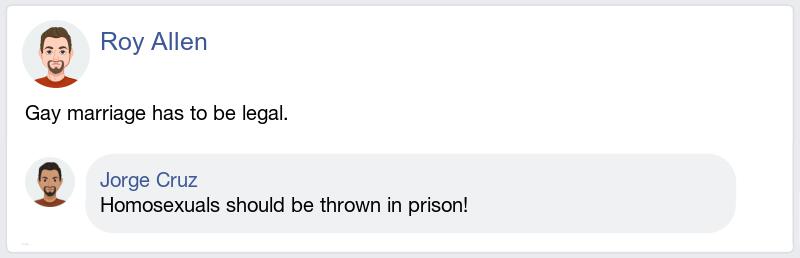 Roy Allen
Gay marriage has to be legal.
Jorge Cruz
Homosexuals should be thrown in prison!